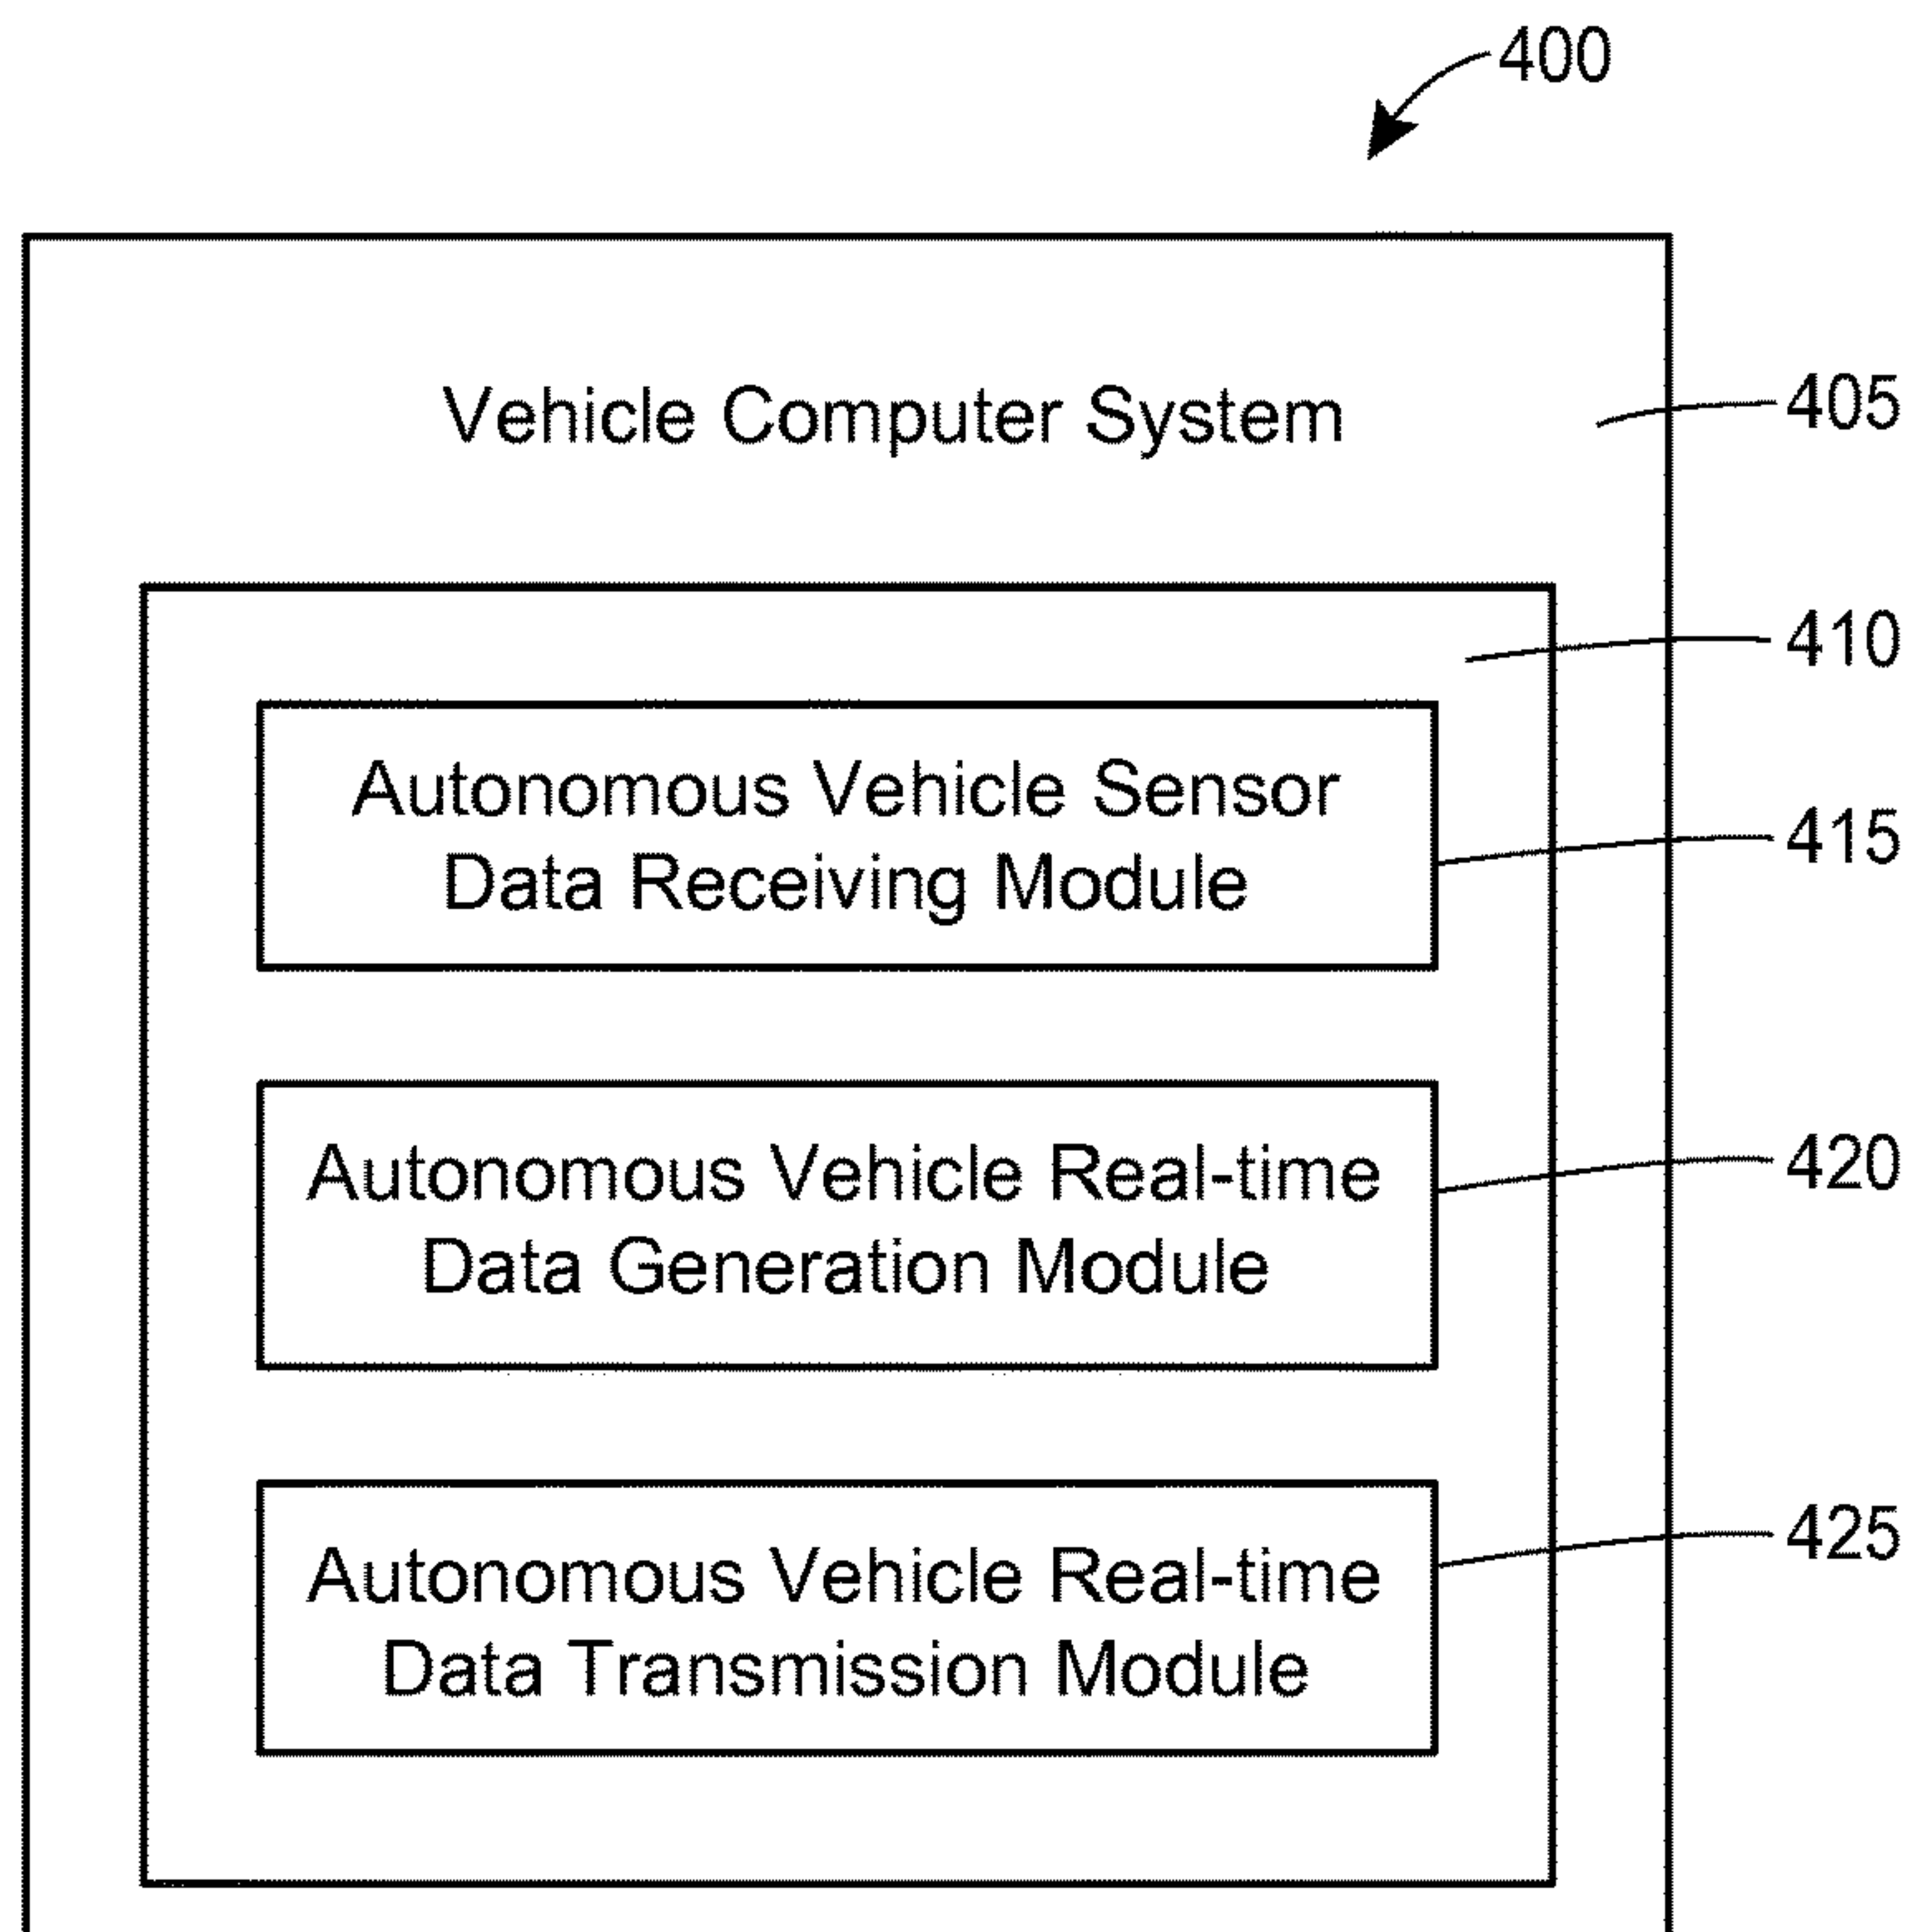 400
Vehicle Computer System
405
410
Autonomous Vehicle Sensor
Data Receiving Module
415
Autonomous Vehicle Real-time
Data Generation Module
420
Autonomous Vehicle Real-time
Data Transmission Module
425